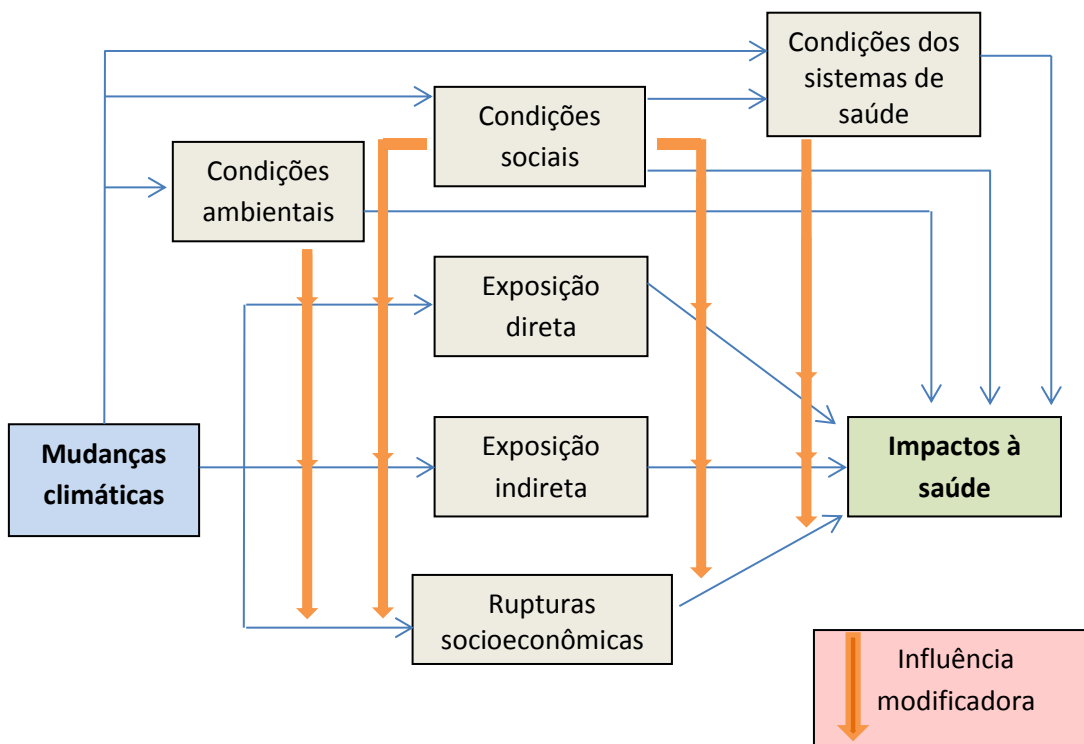 Condições dos
sistemas de
saúde
Condições
sociais
Condições
ambientais
Exposição
direta
Mudanças
climáticas
Exposição
indireta
Impactos à
saúde
Rupturas
socioeconômicas
Influência
modificadora